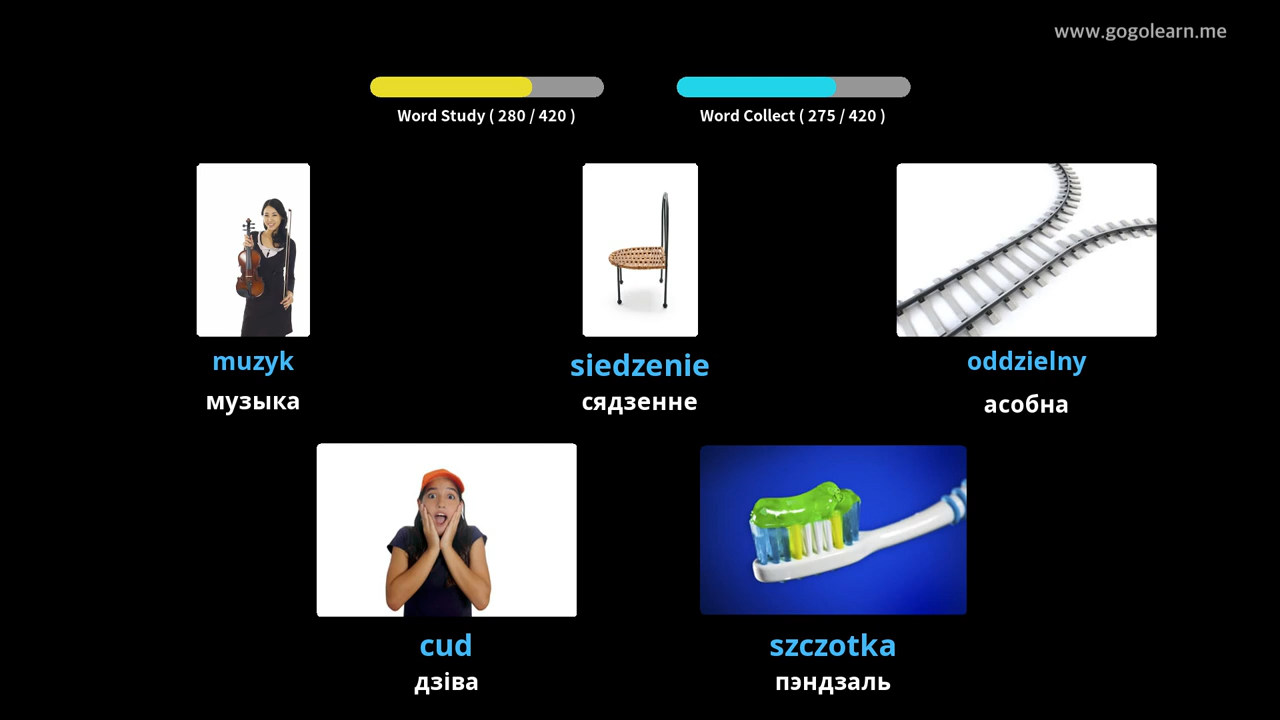 www.gogolearn.me
Word Study ( 280 / 420 )
Word Collect ( 275 / 420 )
muzyk
siedzenie
oddzielny
музыка
сядзенне
асобна
cud
szczotka
дзіва
пэндзаль